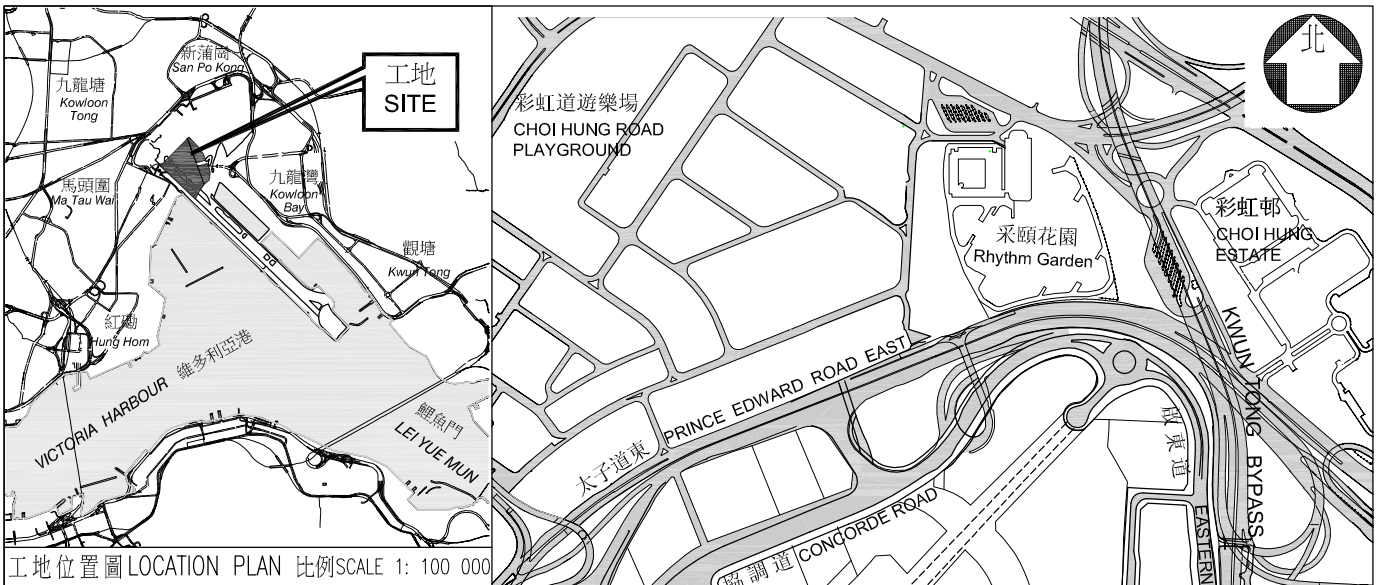 新蒲崗
San Po Kong
九龍塘
Kowloon
Tong
工地
SITE
馬頭圍
Ma Tau Wai
九龍灣
Kowloon
Bay
觀塘
Kwun Tong
紅磡
Hung Hom
VICTORIA HARBOUR 維多利亞港
鯉魚門
LEI YUE MUN
工地位置圖 LOCATION PLAN 比例SCALE 1: 100 000
北
彩虹道遊樂場
CHOI HUNG ROAD
PLAYGROUND
采頤花園
Rhythm Garden
彩虹邨
CHOI HUNG
ESTATE
KWUN TONG BYPASS
PRINCE EDWARD ROAD EAST
太子道東
啟東道
協調道 CONCORDE ROAD
EASTERN